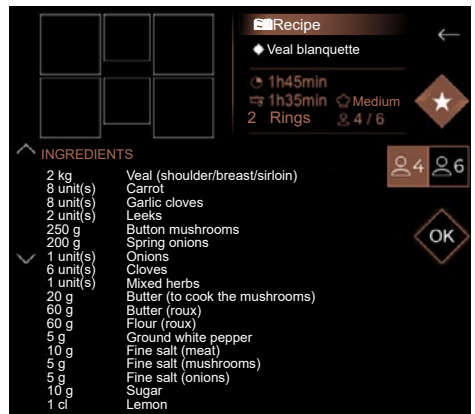 Recipe
Veal blanquette
1h45min
1h35min Medium
2 Rings 4 / 6
INGREDIENTS
4 6
2 kg Veal (shoulder/breast/sirloin)
8 unit(s) Carrot
8 unit(s) Garlic cloves
2 unit(s) Leeks
250 g Button mushrooms
200 g Spring onions
1 unit(s) Onions
6 unit(s) Cloves
1 unit(s) Mixed herbs
20 g Butter (to cook the mushrooms)
60 g Butter (roux)
60 g Flour (roux)
5 g Ground white pepper
10 g Fine salt (meat)
5 g Fine salt (mushrooms)
5 g Fine salt (onions)
10 g Sugar
1 cl Lemon
OK